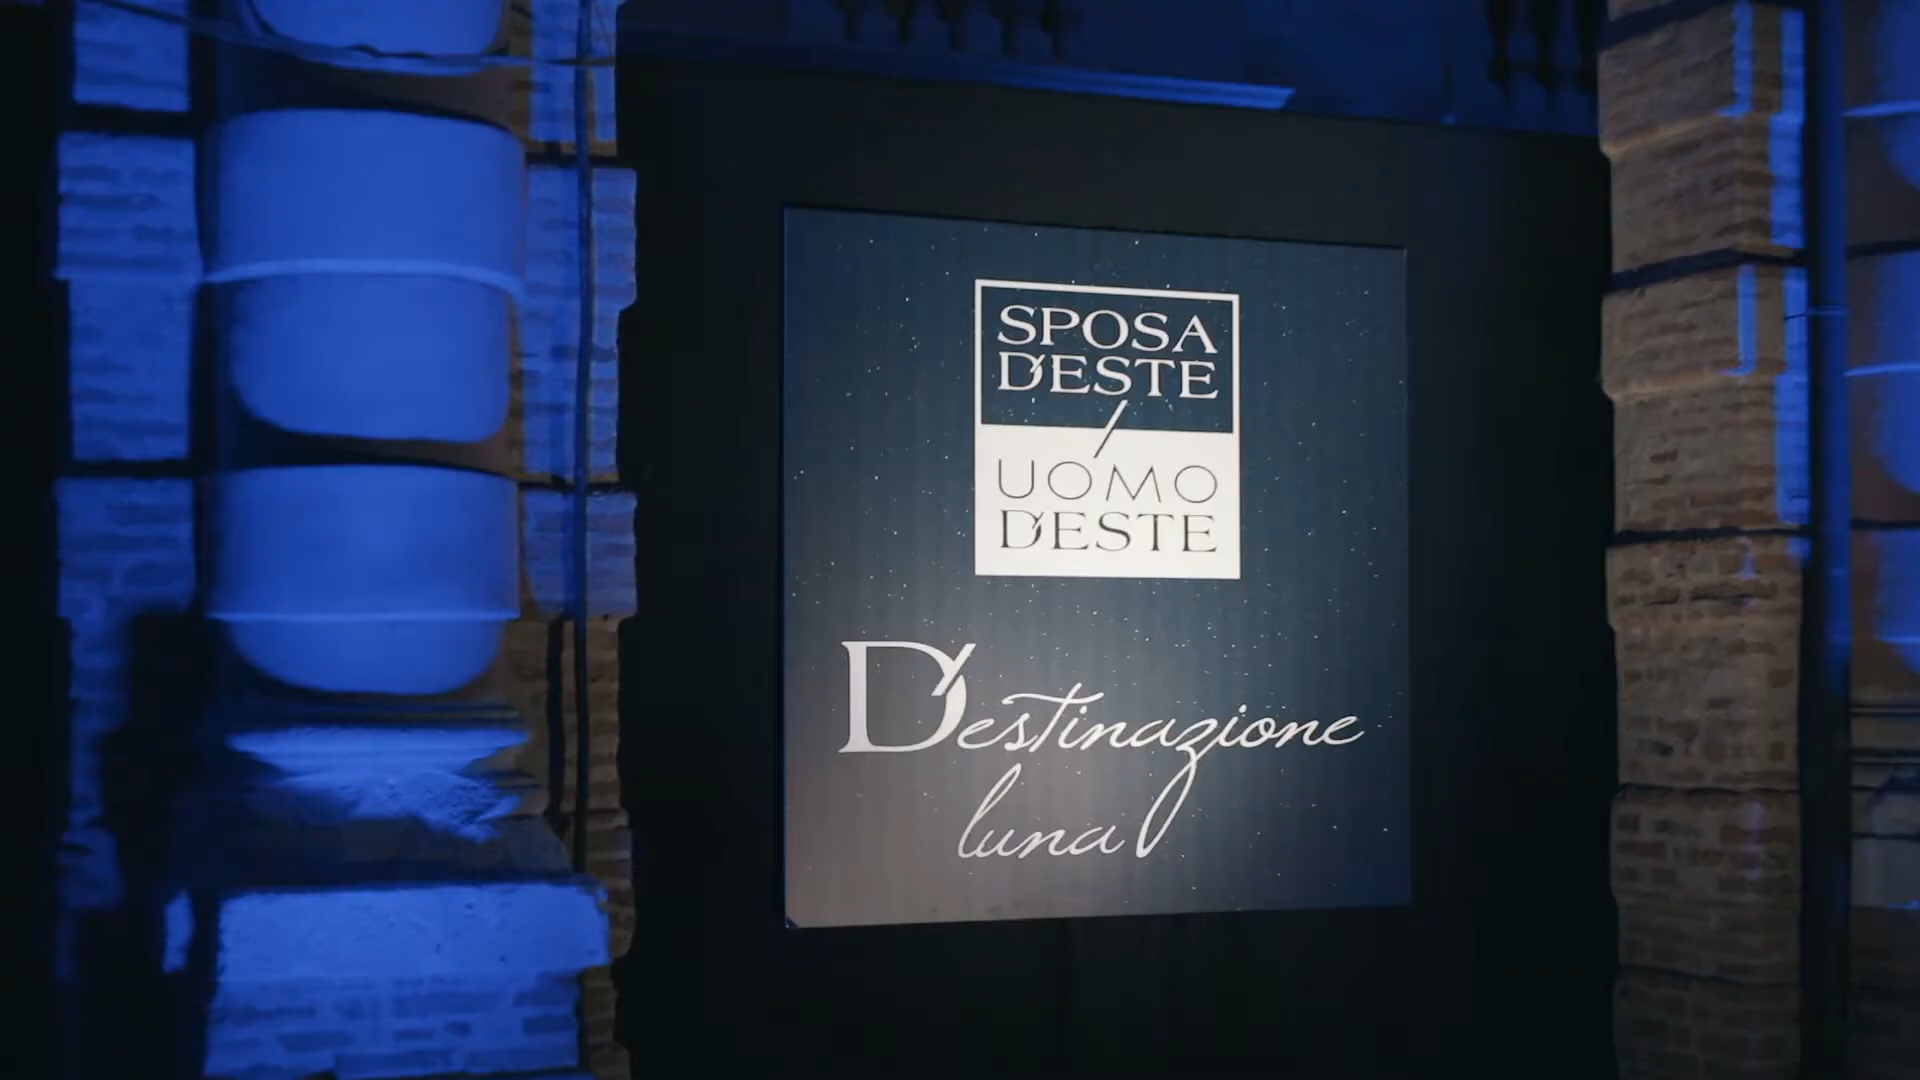 SPOSA
D'ESTE
/
UOMO
D'ESTE
D'estinazione
luna